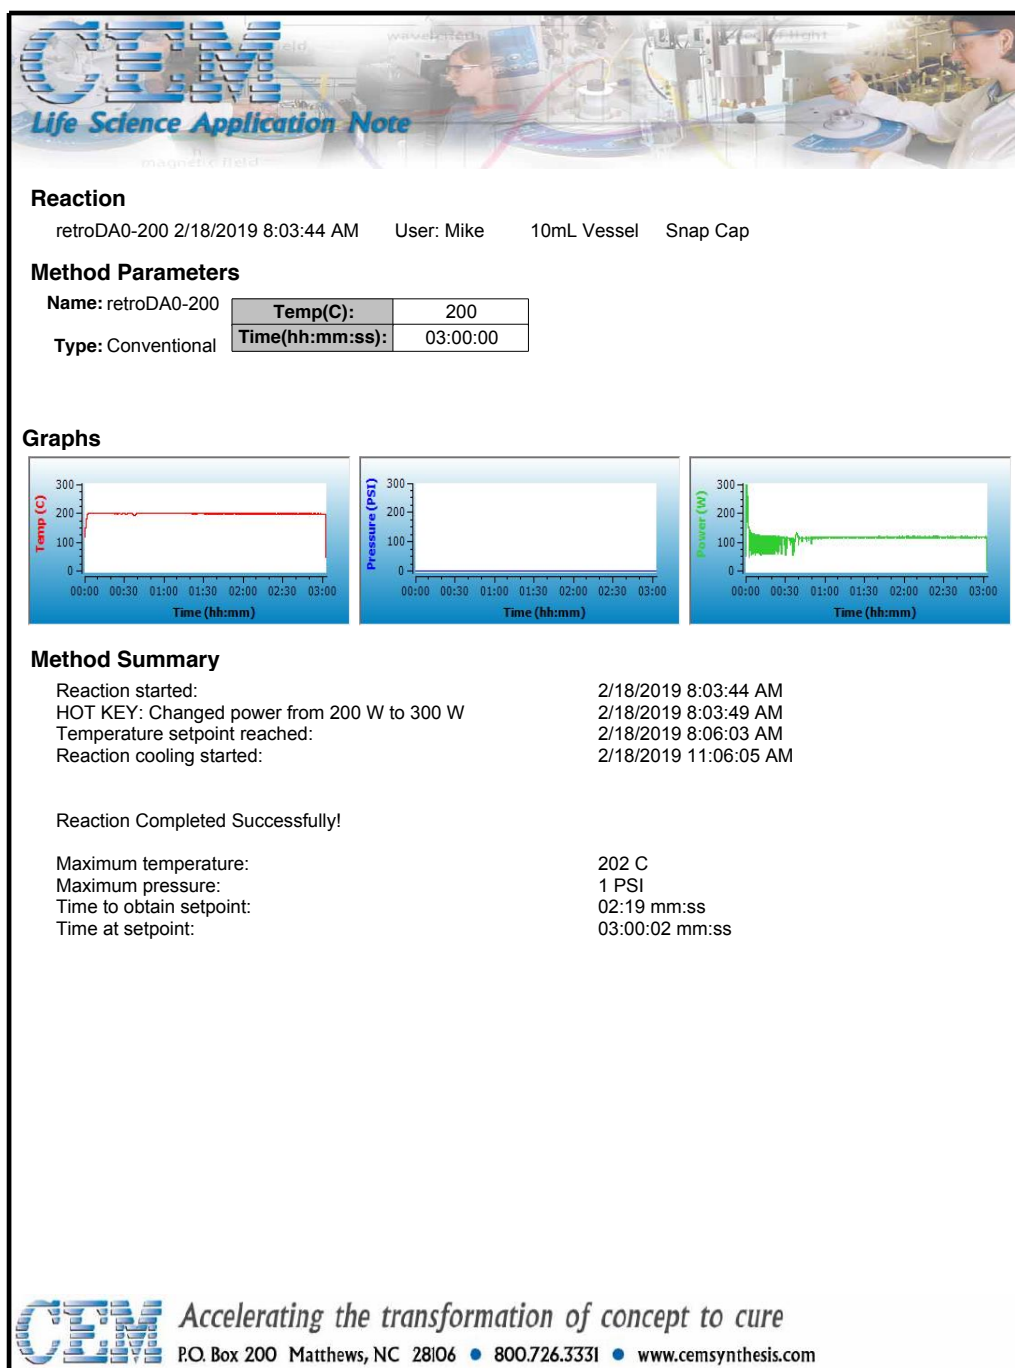 wavelength
of light
field
CEM
Life Science Application Note
magnetic field
Reaction
retroDA0-200 2/18/2019 8:03:44 AM User: Mike 10mL Vessel Snap Cap
Method Parameters
Name: retroDA0-200
Temp(C): 200
Time(hh:mm:ss): 03:00:00
Type: Conventional
Graphs
Temp (C)
300
200
100
0
00:00 00:30 01:00 01:30 02:00 02:30 03:00
Time (hh:mm)
Pressure (PSI)
300
200
100
0
00:00 00:30 01:00 01:30 02:00 02:30 03:00
Time (hh:mm)
Power (W)
300
200
100
0
00:00 00:30 01:00 01:30 02:00 02:30 03:00
Time (hh:mm)
Method Summary
Reaction started: 2/18/2019 8:03:44 AM
HOT KEY: Changed power from 200 W to 300 W 2/18/2019 8:03:49 AM
Temperature setpoint reached: 2/18/2019 8:06:03 AM
Reaction cooling started: 2/18/2019 11:06:05 AM
Reaction Completed Successfully!
Maximum temperature: 202 C
Maximum pressure: 1 PSI
Time to obtain setpoint: 02:19 mm:ss
Time at setpoint: 03:00:02 mm:ss
CEM Accelerating the transformation of concept to cure
P.O. Box 200 Matthews, NC 28106 • 800.726.3331 • www.cemsynthesis.com